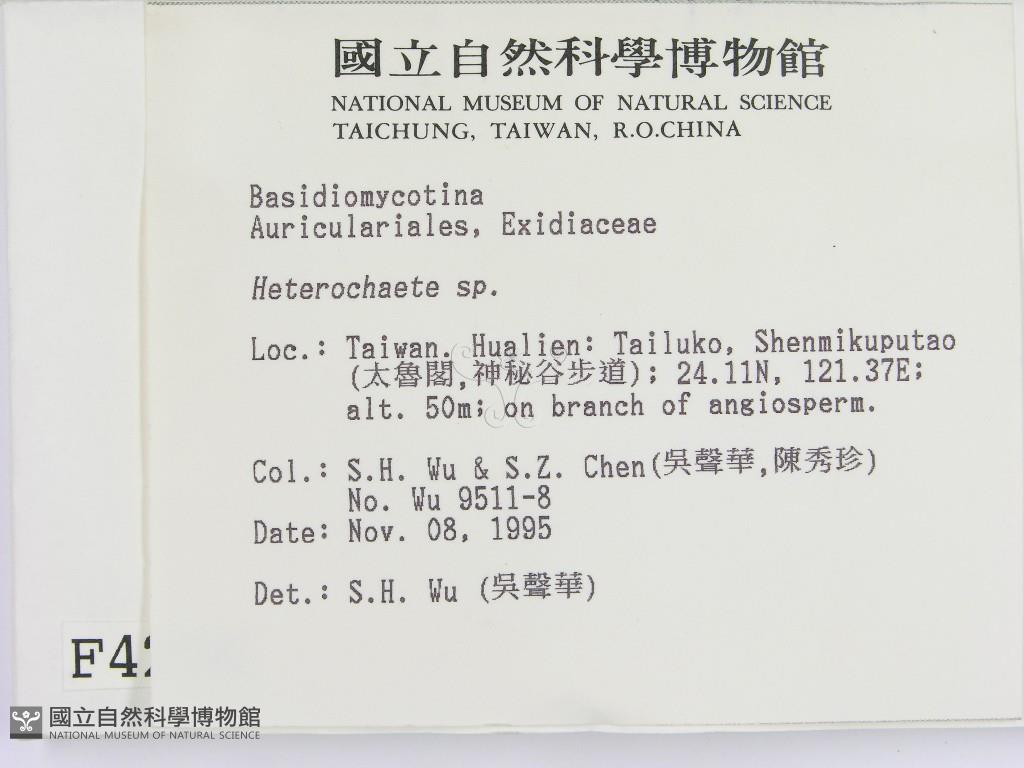 國立自然科學博物館
NATIONAL MUSEUM OF NATURAL SCIENCE
TAICHUNG, TAIWAN, R.O.CHINA
Basidiomycotina
Auriculariales, Exidiaceae
Heterochaete sp.
Loc.: Taiwan. Hualien: Tailuko, Shenmikuputao
(太魯閣,神秘谷步道); 24.11N, 121.37E;
alt. 50m; on branch of angiosperm.
Col.: S.H. Wu & S.Z. Chen(吳聲華,陳秀珍)
No. Wu 9511-8
Date: Nov. 08, 1995
Det.: S.H. Wu (吳聲華)
F42
國立自然科學博物館
NATIONAL MUSEUM OF NATURAL SCIENCE